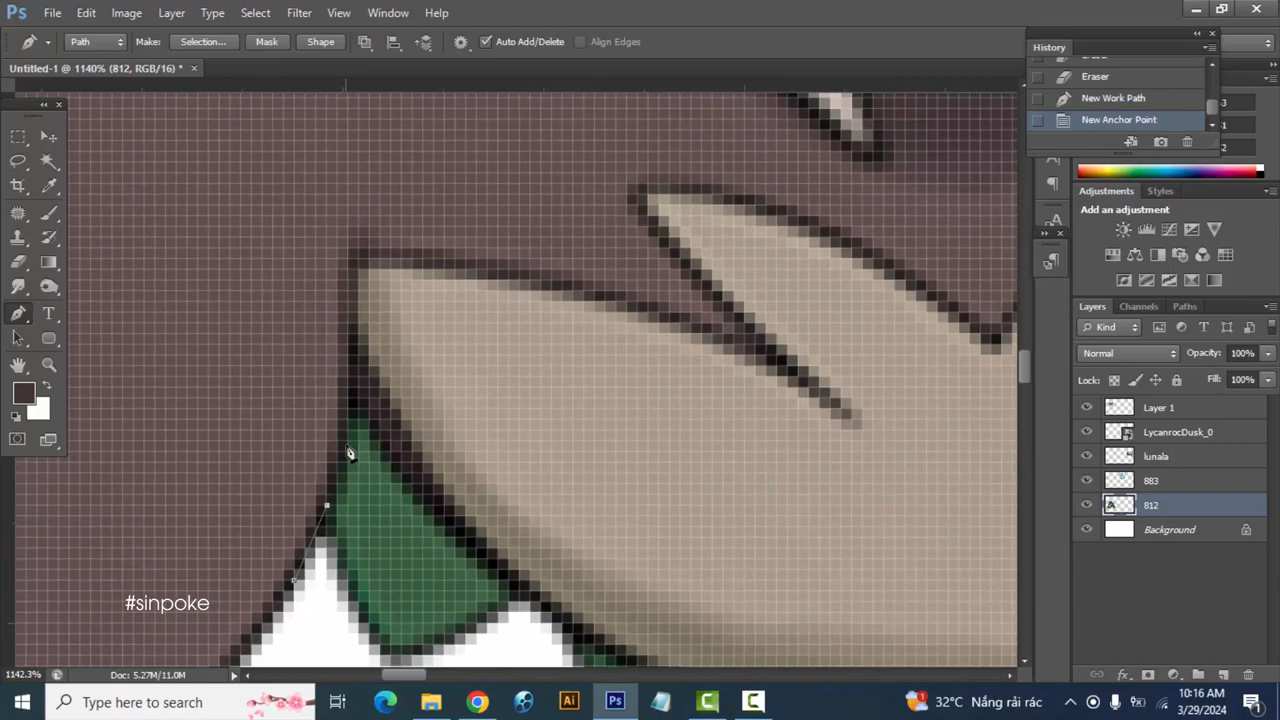 Ps File Edit Image Layer Type Select Filter View Window Help
Path Make: Selection... Mask Shape Auto Add/Delete Align Edges
Untitled-1 @ 1140% (812, RGB/16) *
History
Eraser
New Work Path
New Anchor Point
Adjustments Styles
Add an adjustment
Layers Channels Paths
Kind
Normal Opacity: 100%
Lock: Fill: 100%
Layer 1
LycanrocDusk_0
lunala
883
812
Background
#sinpoke
1142.3% Doc: 5.27M/11.0M
Type here to search
Ai Ps
32°C Nắng rải rác
10:16 AM
3/29/2024